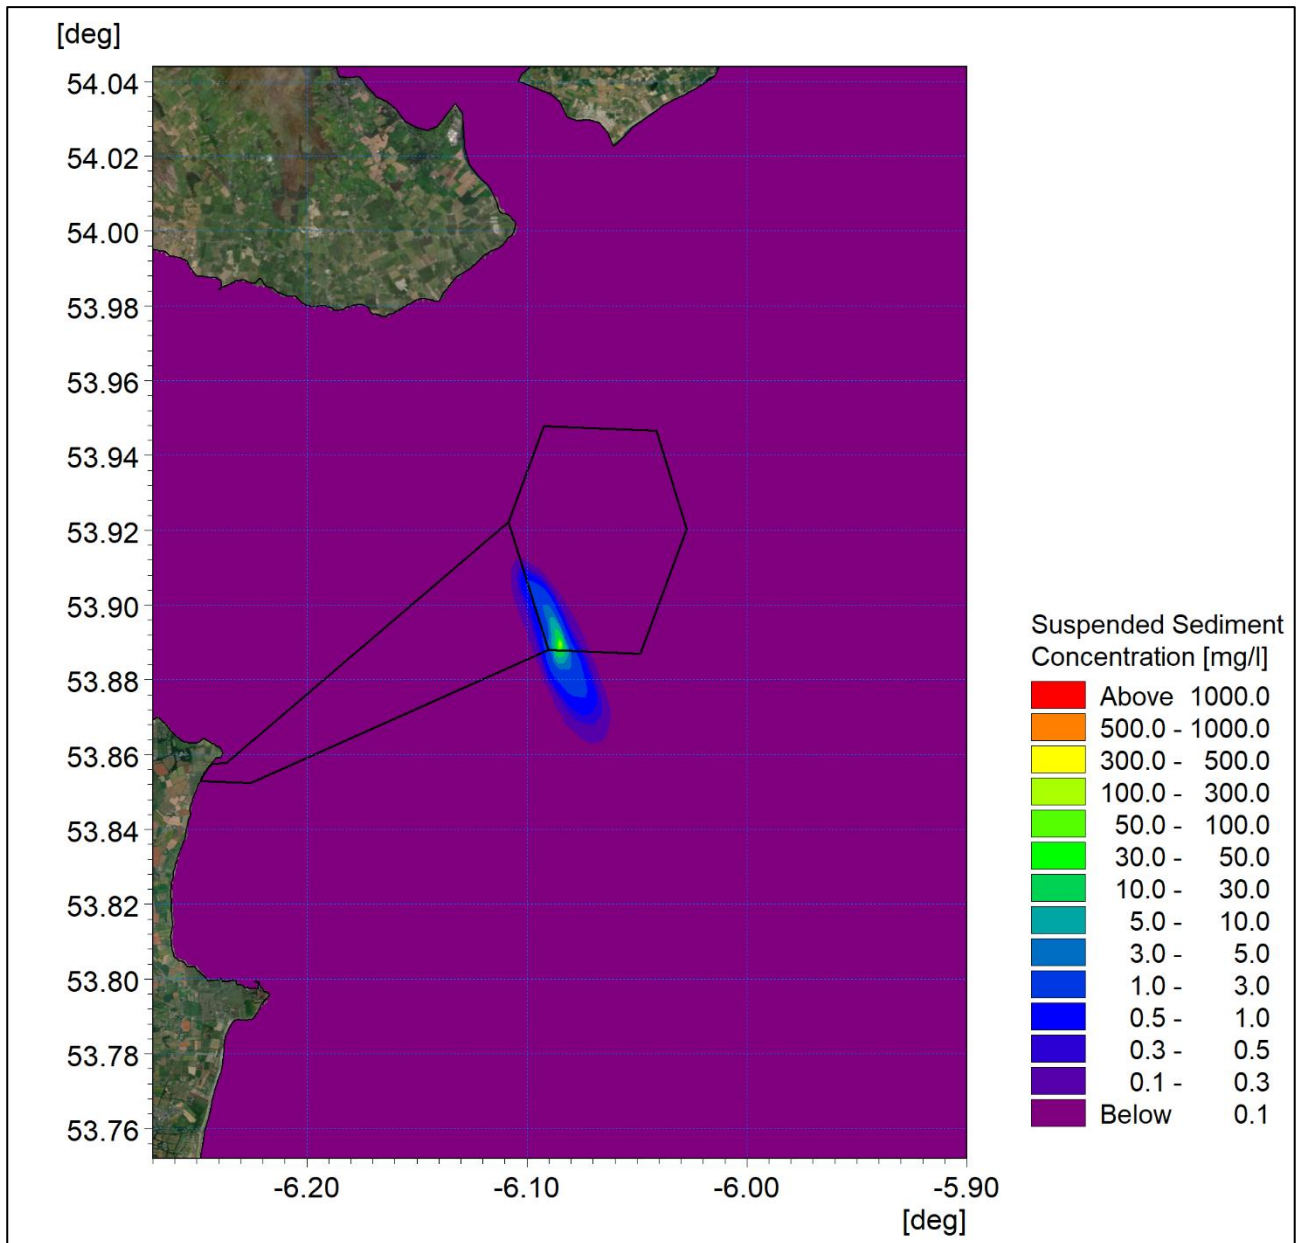 [deg]
54.04
54.02
54.00
53.98
53.96
53.94
53.92
53.90
53.88
53.86
53.84
53.82
53.80
53.78
53.76
-6.20 -6.10 -6.00 -5.90
[deg]
Suspended Sediment
Concentration [mg/l]
Above 1000.0
500.0 - 1000.0
300.0 - 500.0
100.0 - 300.0
50.0 - 100.0
30.0 - 50.0
10.0 - 30.0
5.0 - 10.0
3.0 - 5.0
1.0 - 3.0
0.5 - 1.0
0.3 - 0.5
0.1 - 0.3
Below 0.1